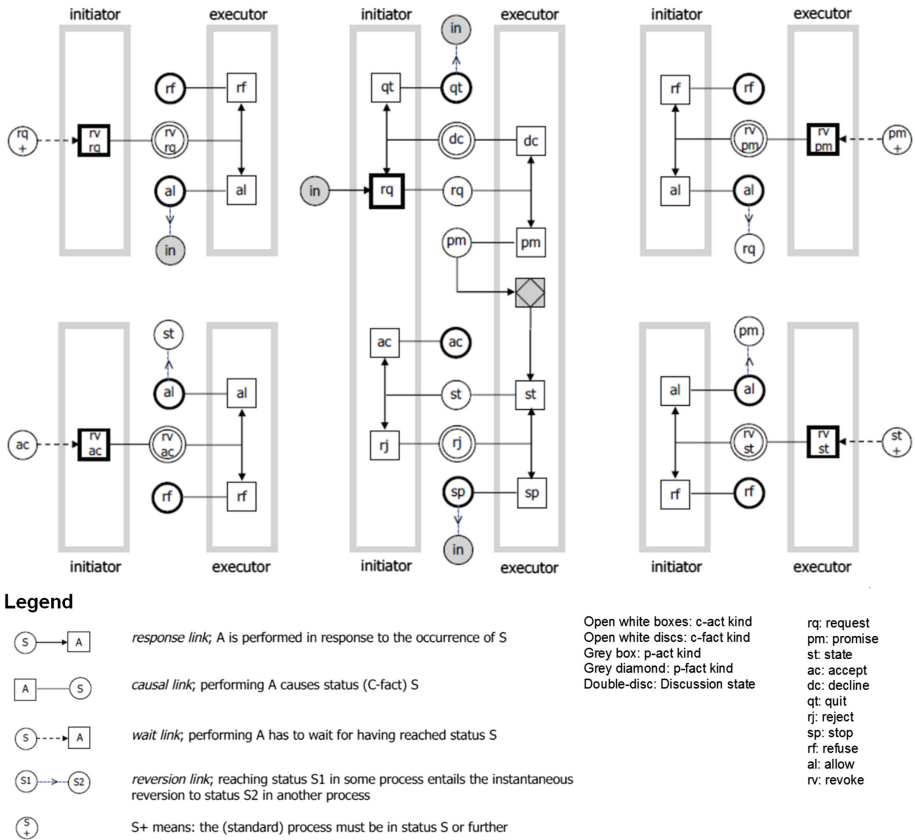 initiator executor initiator executor initiator executor
in
rf rf qt qt rf rf
rq + rv rq rv rq dc dc rv pm rv pm pm +
al al in rq rq al al
in pm pm rq
st ac ac pm
al al st st al al
ac rv ac rv ac rj rj rv st rv st st +
rf rf sp sp rf rf
in
initiator executor initiator executor initiator executor
Legend
S A response link; A is performed in response to the occurrence of S
A S causal link; performing A causes status (C-fact) S
S A wait link; performing A has to wait for having reached status S
S1 S2 reversion link; reaching status S1 in some process entails the instantaneous
reversion to status S2 in another process
S + S+ means: the (standard) process must be in status S or further
Open white boxes: c-act kind
Open white discs: c-fact kind
Grey box: p-act kind
Grey diamond: p-fact kind
Double-disc: Discussion state
rq: request
pm: promise
st: state
ac: accept
dc: decline
qt: quit
rj: reject
sp: stop
rf: refuse
al: allow
rv: revoke